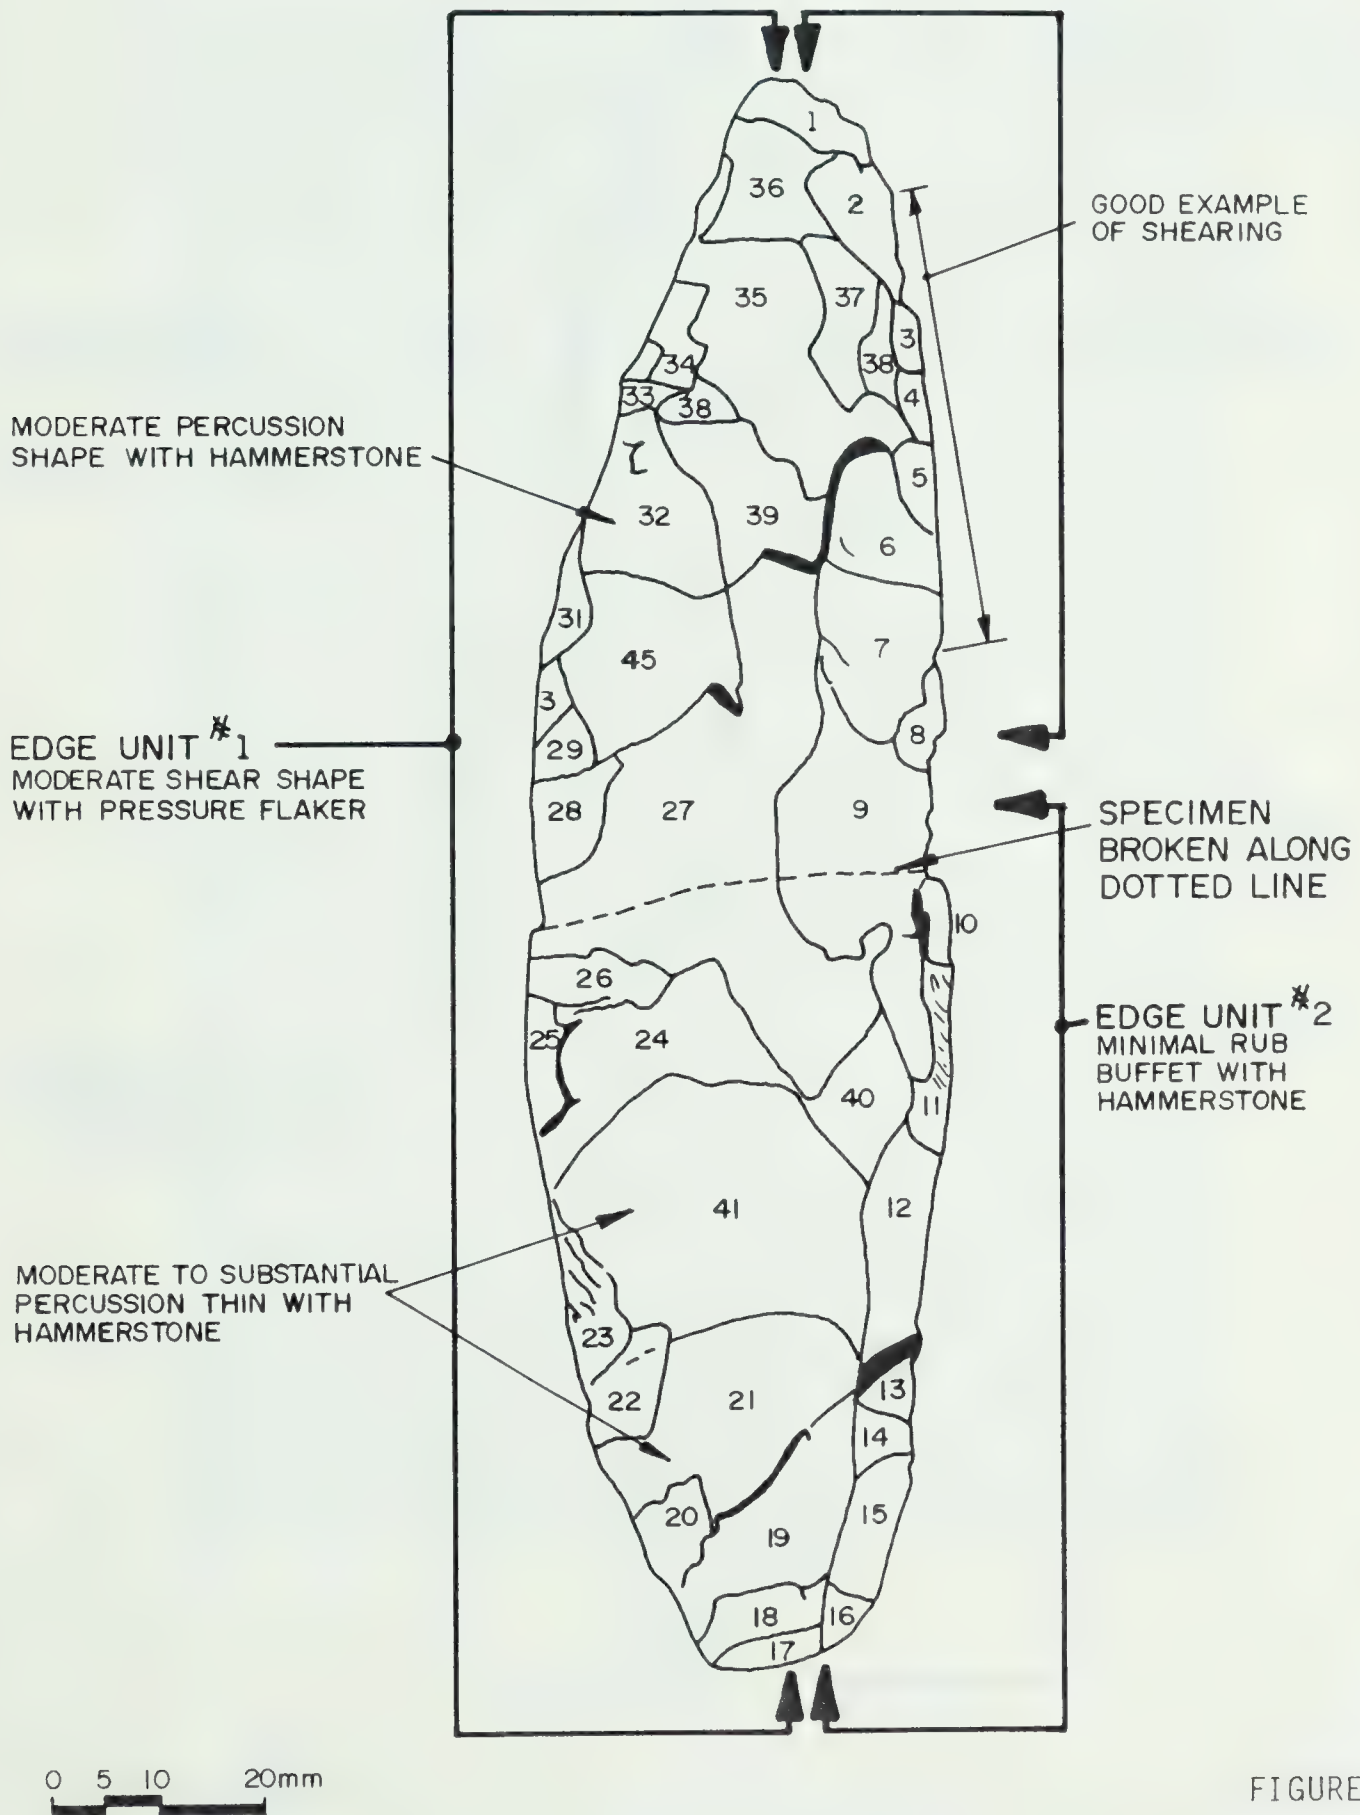 1
36
2
GOOD EXAMPLE
OF SHEARING
35
37
3
34
38
33
38
4
MODERATE PERCUSSION
SHAPE WITH HAMMERSTONE
5
32
39
6
31
45
7
3
EDGE UNIT #1
MODERATE SHEAR SHAPE
WITH PRESSURE FLAKER
29
8
28
27
9
SPECIMEN
BROKEN ALONG
DOTTED LINE
10
26
25
24
EDGE UNIT #2
MINIMAL RUB
BUFFET WITH
HAMMERSTONE
40
11
41
12
MODERATE TO SUBSTANTIAL
PERCUSSION THIN WITH
HAMMERSTONE
23
22
21
13
14
20
19
15
18
16
17
0 5 10 20mm
FIGURE